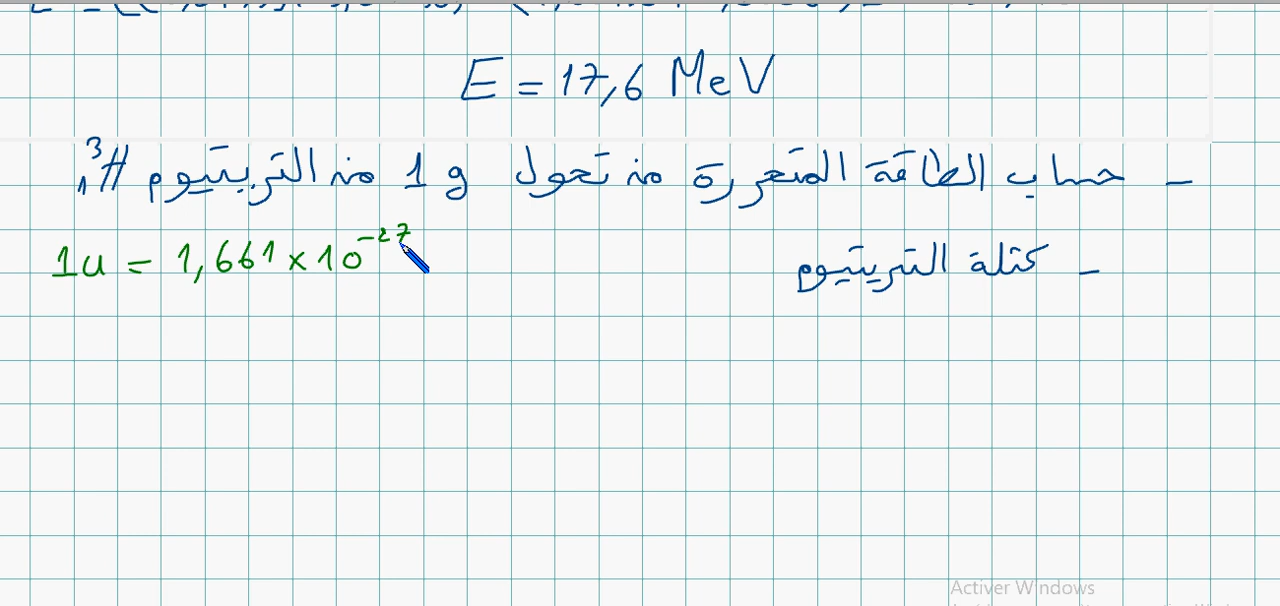 E = 17,6 MeV
- حساب الطاقة المتحررة من تحول 1 g من التريتيوم ³₁H
- كتلة التريتيوم
1u = 1,661 × 10⁻²⁷
Activer Windows